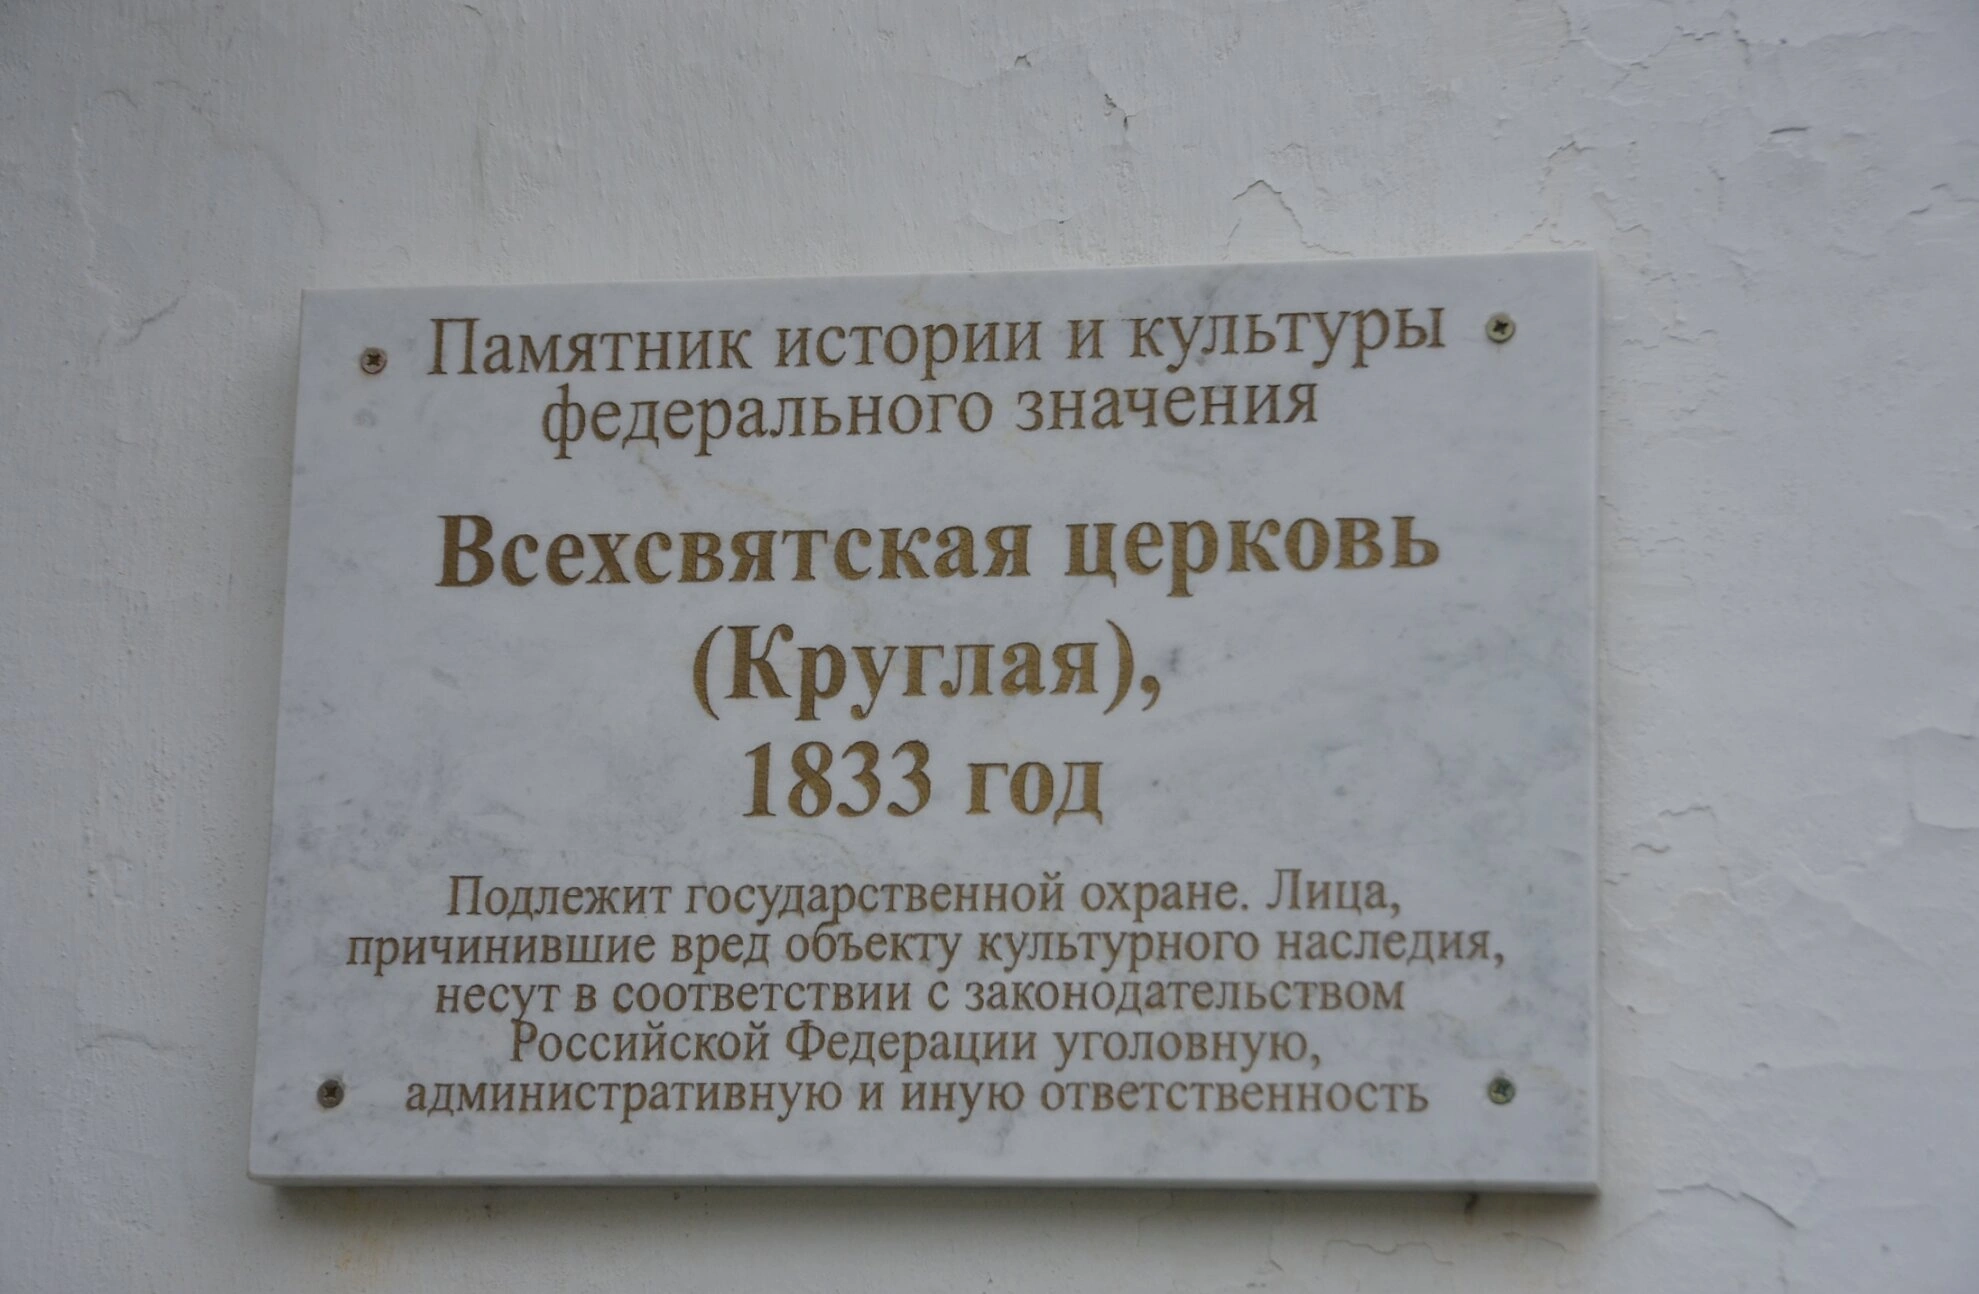 Памятник истории и культуры
федерального значения
Всехсвятская церковь
(Круглая),
1833 год
Подлежит государственной охране. Лица,
причинившие вред объекту культурного наследия,
несут в соответствии с законодательством
Российской Федерации уголовную,
административную и иную ответственность